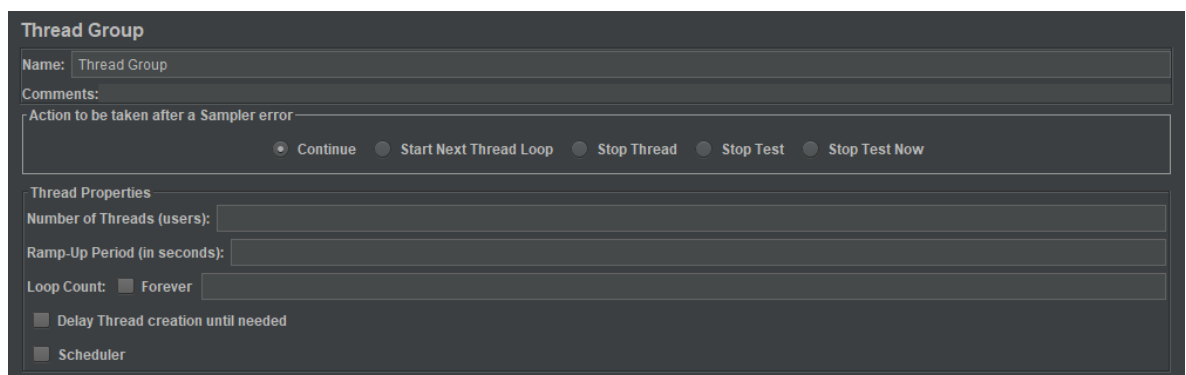 Thread Group
Name: Thread Group
Comments:
Action to be taken after a Sampler error
Continue Start Next Thread Loop Stop Thread Stop Test Stop Test Now
Thread Properties
Number of Threads (users):
Ramp-Up Period (in seconds):
Loop Count: Forever
Delay Thread creation until needed
Scheduler